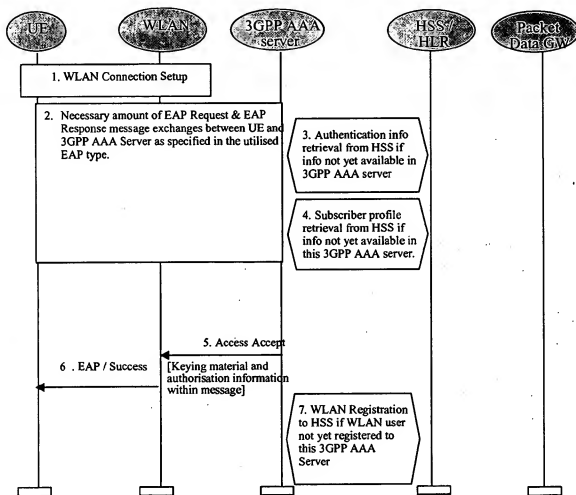 UE
WLAN
3GPP AAA
server
HSS /
HLR
Packet
Data GW
1. WLAN Connection Setup
2. Necessary amount of EAP Request & EAP
Response message exchanges between UE and
3GPP AAA Server as specified in the utilised
EAP type.
3. Authentication info
retrieval from HSS if
info not yet available in
3GPP AAA server
4. Subscriber profile
retrieval from HSS if
info not yet available in
this 3GPP AAA server.
5. Access Accept
[Keying material and
authorisation information
within message]
6 . EAP / Success
7. WLAN Registration
to HSS if WLAN user
not yet registered to
this 3GPP AAA
Server